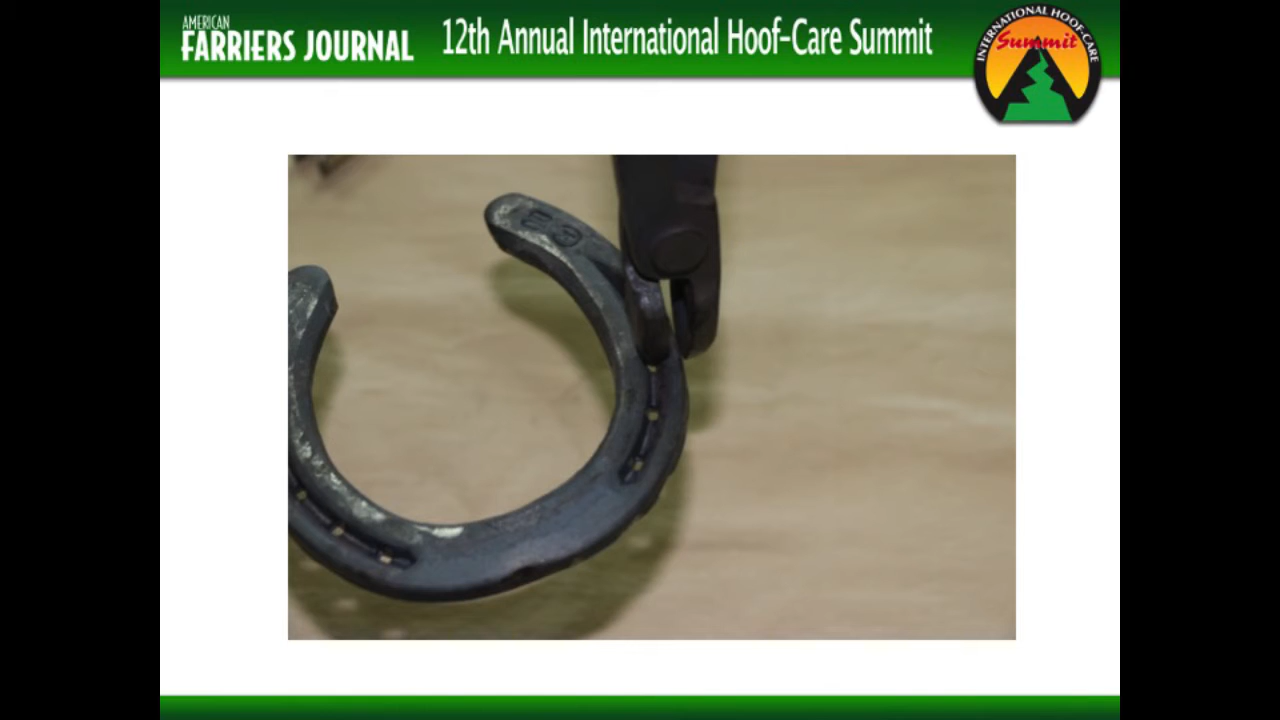 AMERICAN
FARRIERS JOURNAL
12th Annual International Hoof-Care Summit
INTERNATIONAL HOOF-CARE
Summit